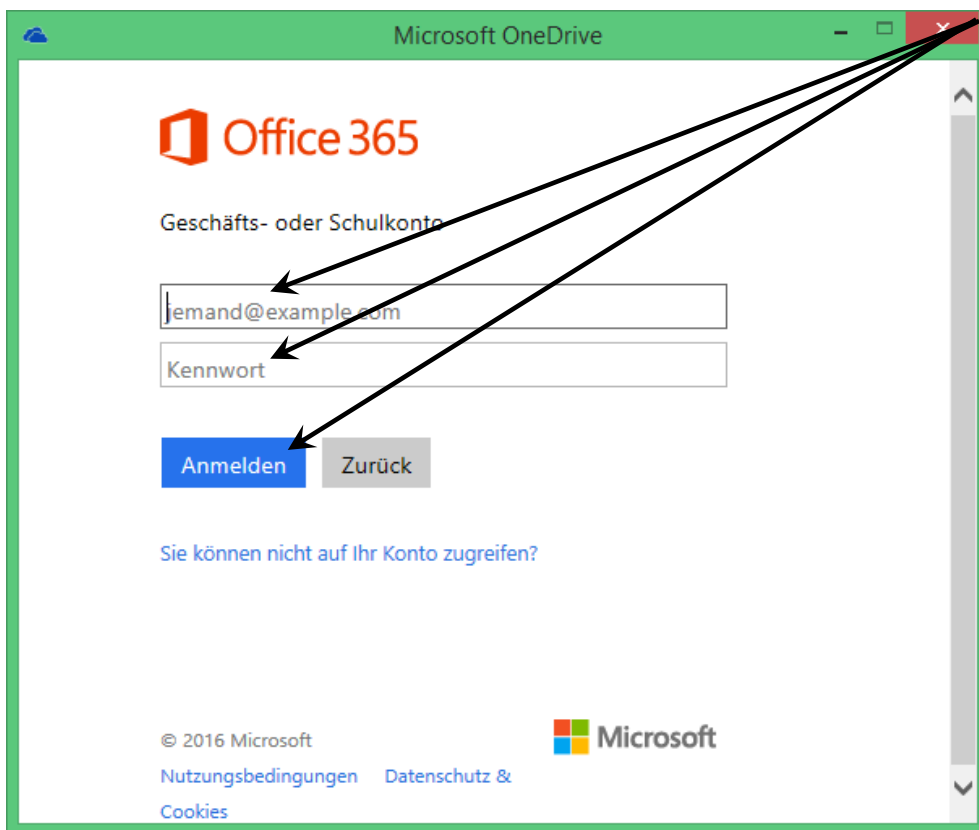 Microsoft OneDrive
Office 365
Geschäfts- oder Schulkonto
jemand@example.com
Kennwort
Anmelden Zurück
Sie können nicht auf Ihr Konto zugreifen?
© 2016 Microsoft
Microsoft
Nutzungsbedingungen Datenschutz &
Cookies